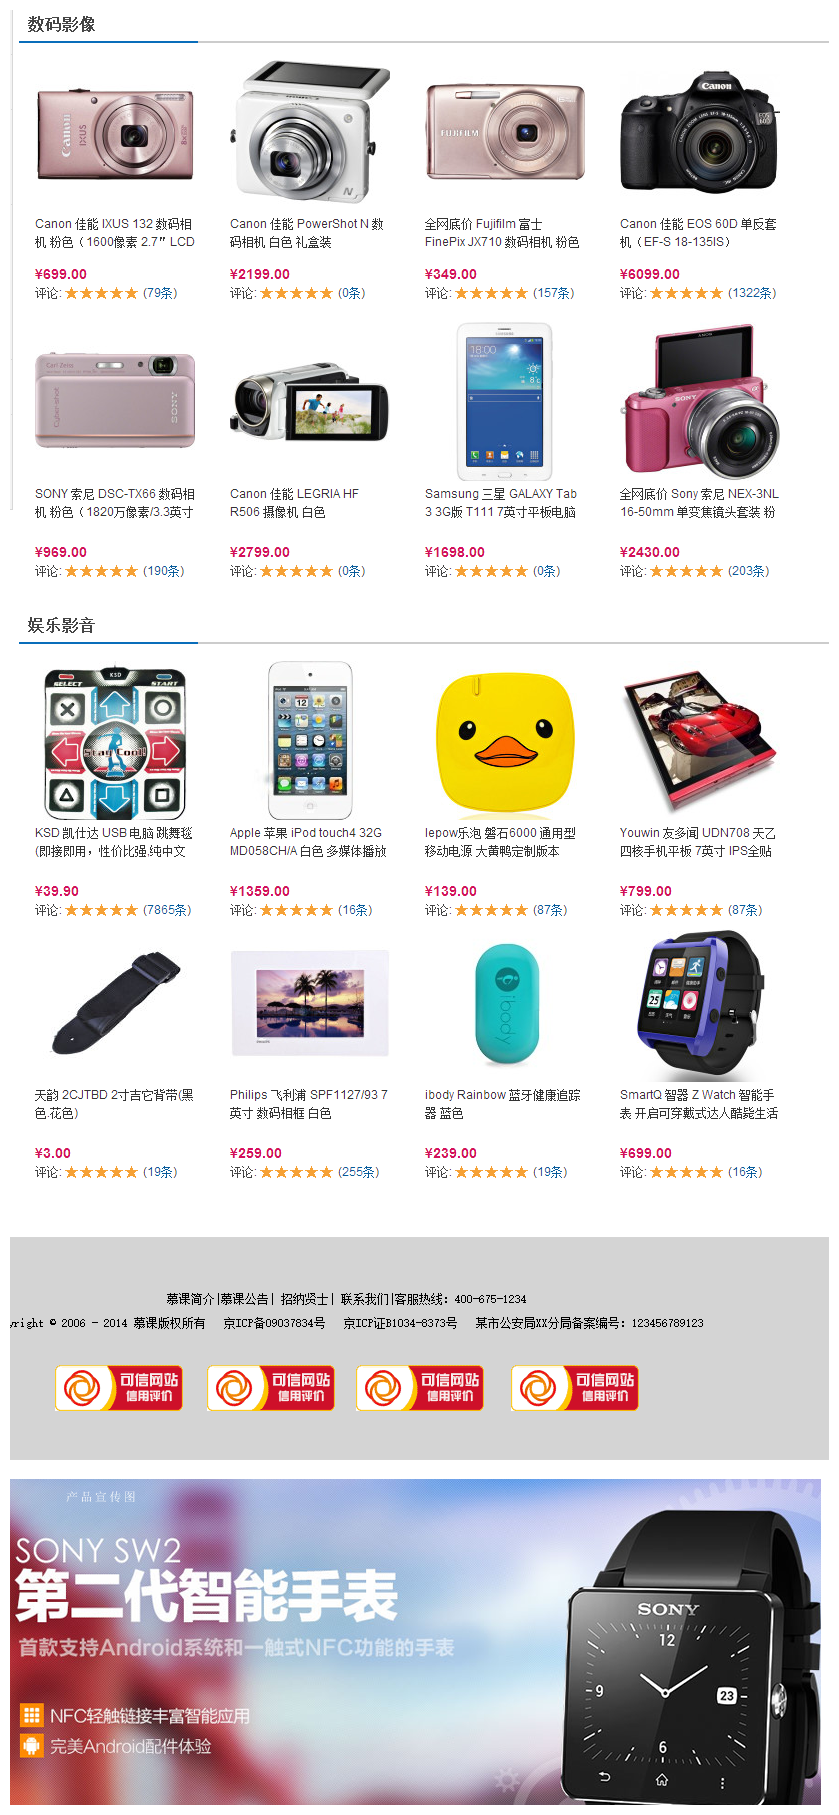 数码影像
Canon 佳能 IXUS 132 数码相
机 粉色（1600像素 2.7" LCD
¥699.00
评论: (79条)
Canon 佳能 PowerShot N 数
码相机 白色 礼盒装
¥2199.00
评论: (0条)
全网底价 Fujifilm 富士
FinePix JX710 数码相机 粉色
¥349.00
评论: (157条)
Canon 佳能 EOS 60D 单反套
机（EF-S 18-135IS）
¥6099.00
评论: (1322条)
SONY 索尼 DSC-TX66 数码相
机 粉色（1820万像素/3.3英寸
¥969.00
评论: (190条)
Canon 佳能 LEGRIA HF
R506 摄像机 白色
¥2799.00
评论: (0条)
Samsung 三星 GALAXY Tab
3 3G版 T111 7英寸平板电脑
¥1698.00
评论: (0条)
全网底价 Sony 索尼 NEX-3NL
16-50mm 单变焦镜头套装 粉
¥2430.00
评论: (203条)
娱乐影音
KSD 凯仕达 USB电脑 跳舞毯
(即接即用，性价比强.纯中文
¥39.90
评论: (7865条)
Apple 苹果 iPod touch4 32G
MD058CH/A 白色 多媒体播放
¥1359.00
评论: (16条)
lepow乐泡 磐石6000 通用型
移动电源 大黄鸭定制版本
¥139.00
评论: (87条)
Youwin 友多闻 UDN708 天乙
四核手机平板 7英寸 IPS全贴
¥799.00
评论: (87条)
天韵 2CJTBD 2寸吉它背带(黑
色.花色)
¥3.00
评论: (19条)
Philips 飞利浦 SPF1127/93 7
英寸 数码相框 白色
¥259.00
评论: (255条)
ibody Rainbow 蓝牙健康追踪
器 蓝色
¥239.00
评论: (19条)
SmartQ 智器 Z Watch 智能手
表 开启可穿戴式达人酷毙生活
¥699.00
评论: (16条)
慕课简介|慕课公告| 招纳贤士| 联系我们|客服热线: 400-675-1234
yright © 2006 - 2014 慕课版权所有 京ICP备09037834号 京ICP证B1034-8373号 某市公安局XX分局备案编号: 123456789123
可信网站
信用评价
可信网站
信用评价
可信网站
信用评价
可信网站
信用评价
产品宣传图
SONY SW2
第二代智能手表
首款支持Android系统和一触式NFC功能的手表
NFC轻触链接丰富智能应用
完美Android配件体验
SONY
12
9
23
6